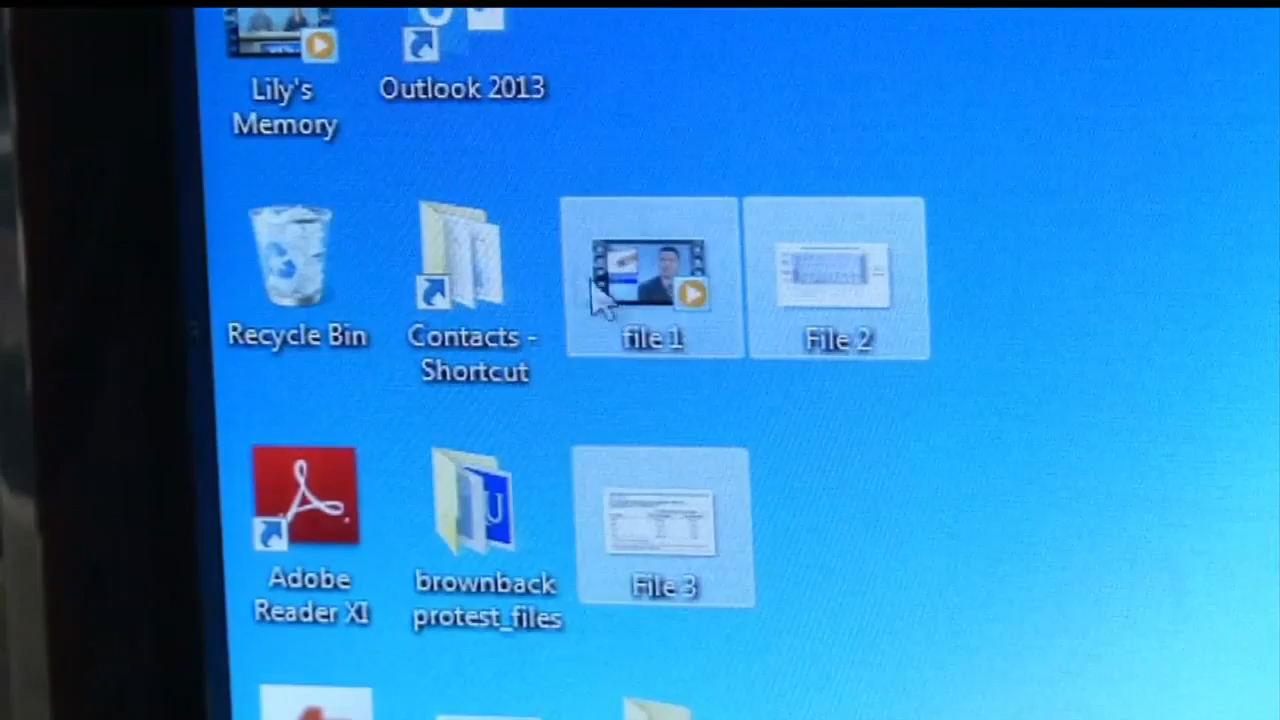 Lily's
Memory
Outlook 2013
Recycle Bin
Contacts -
Shortcut
file 1
File 2
Adobe
Reader XI
brownback
protest_files
File 3